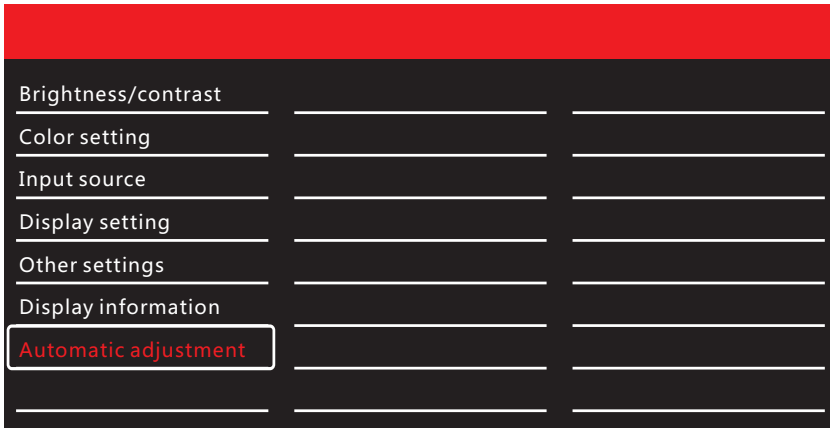 Brightness/contrast
Color setting
Input source
Display setting
Other settings
Display information
Automatic adjustment